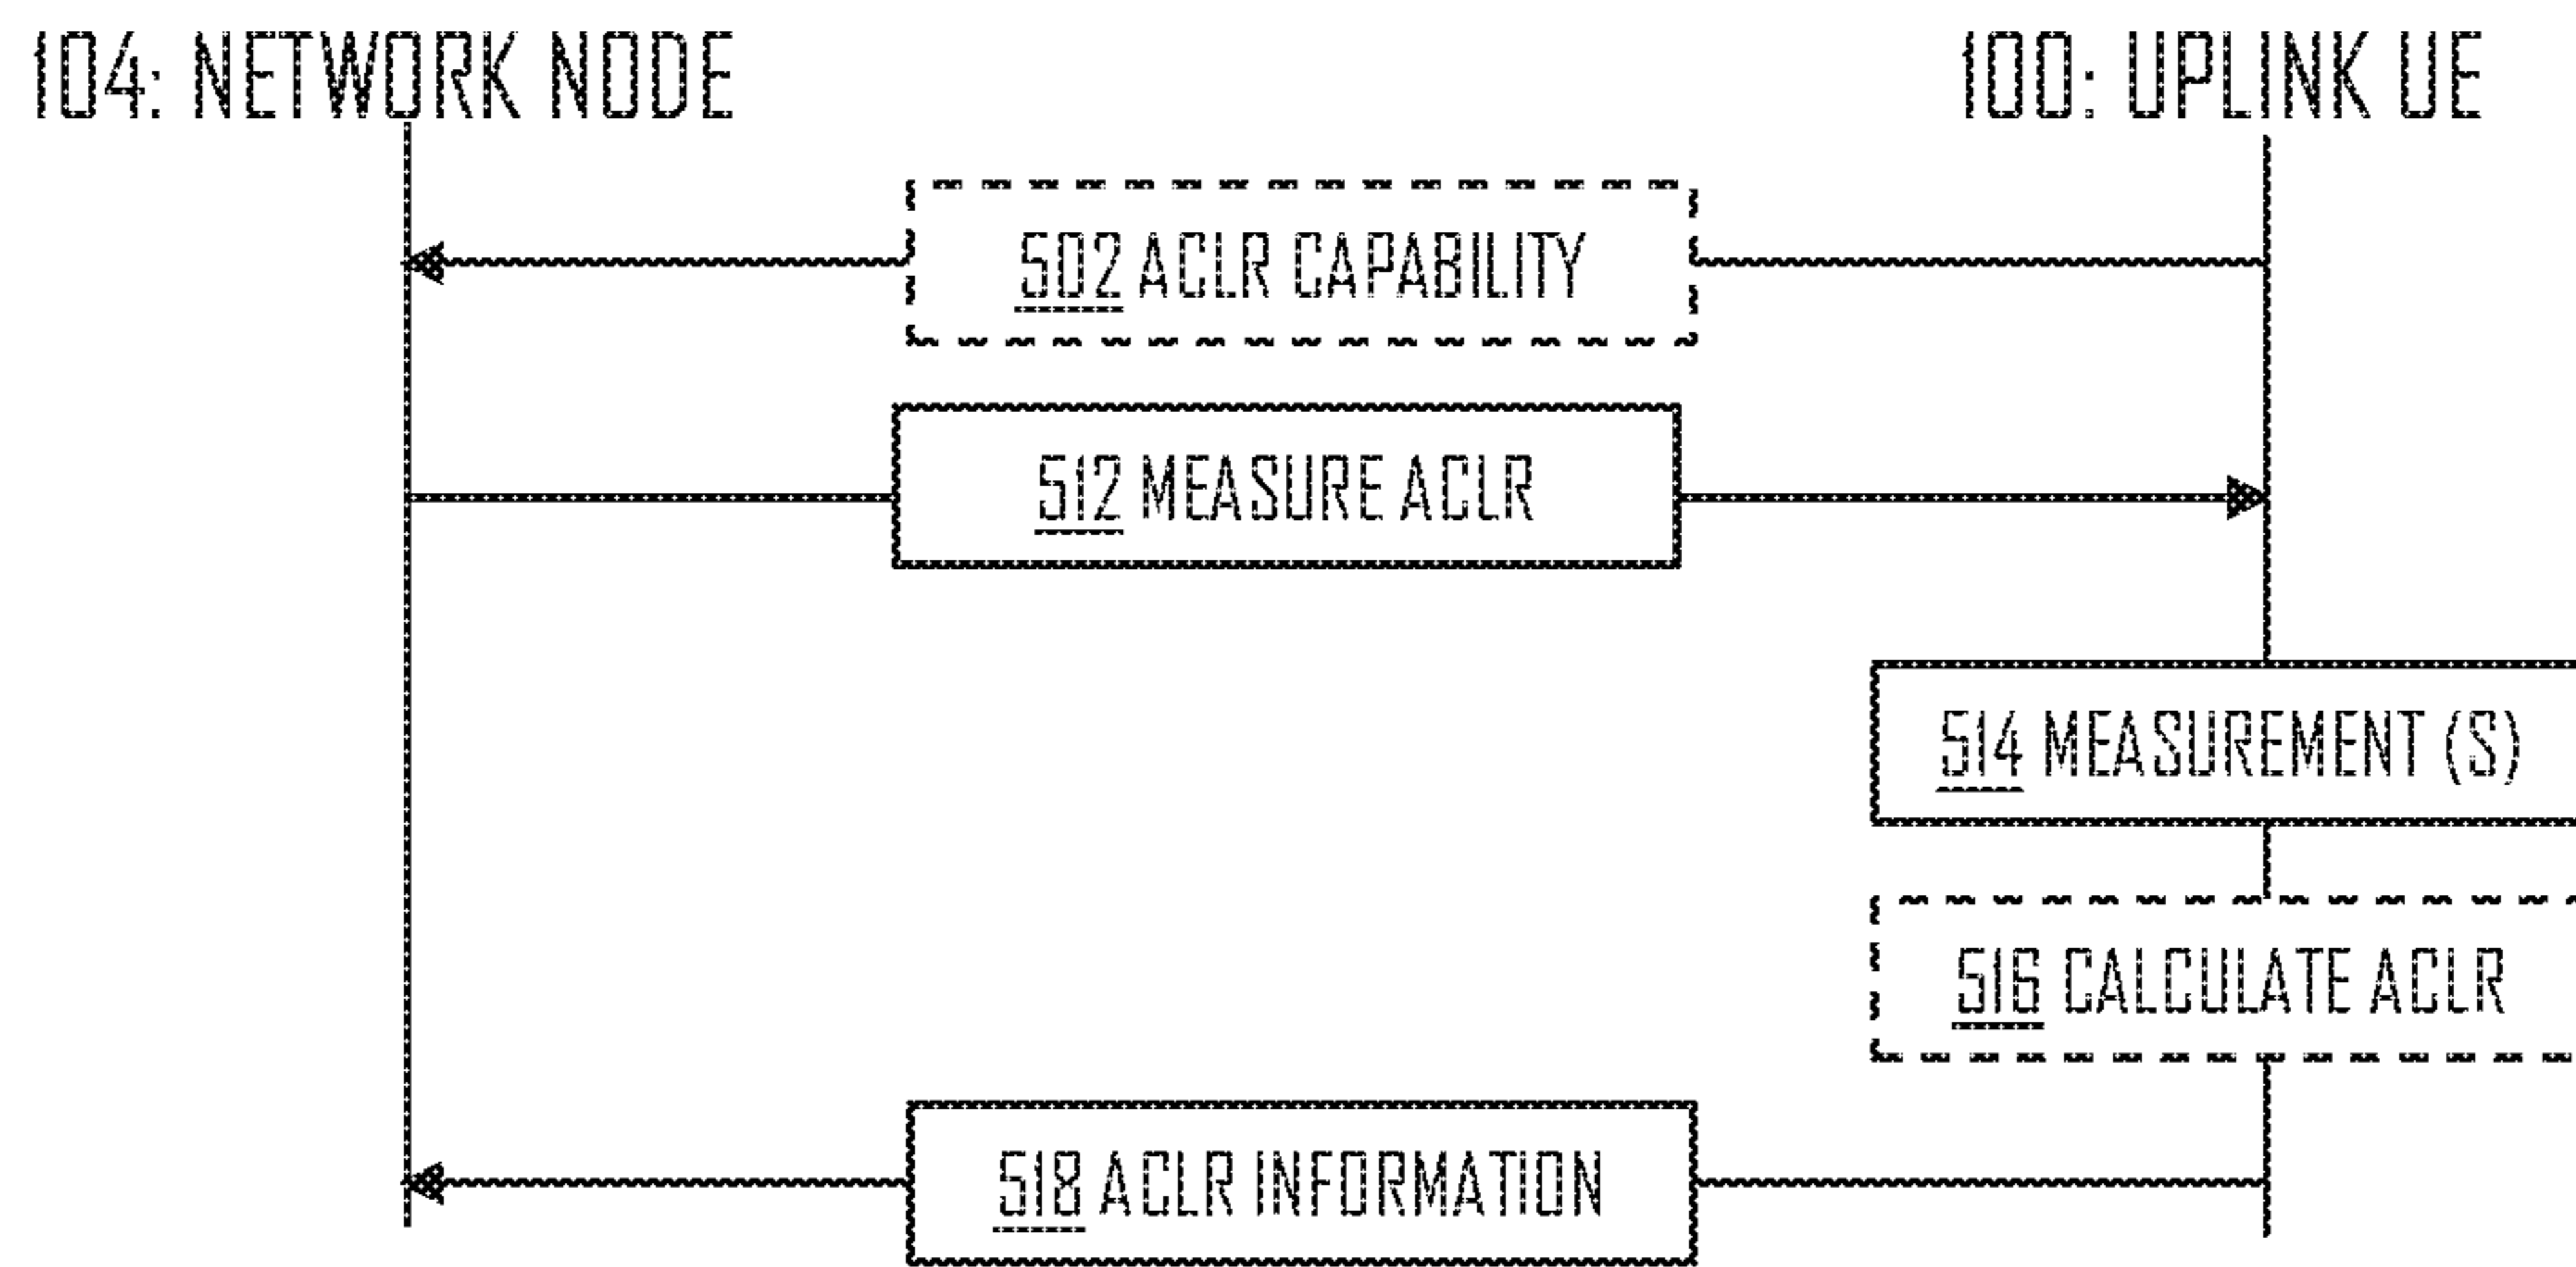 104: NETWORK NODE
100: UPLINK UE
502 ACLR CAPABILITY
512 MEASURE ACLR
514 MEASUREMENT (S)
516 CALCULATE ACLR
518 ACLR INFORMATION